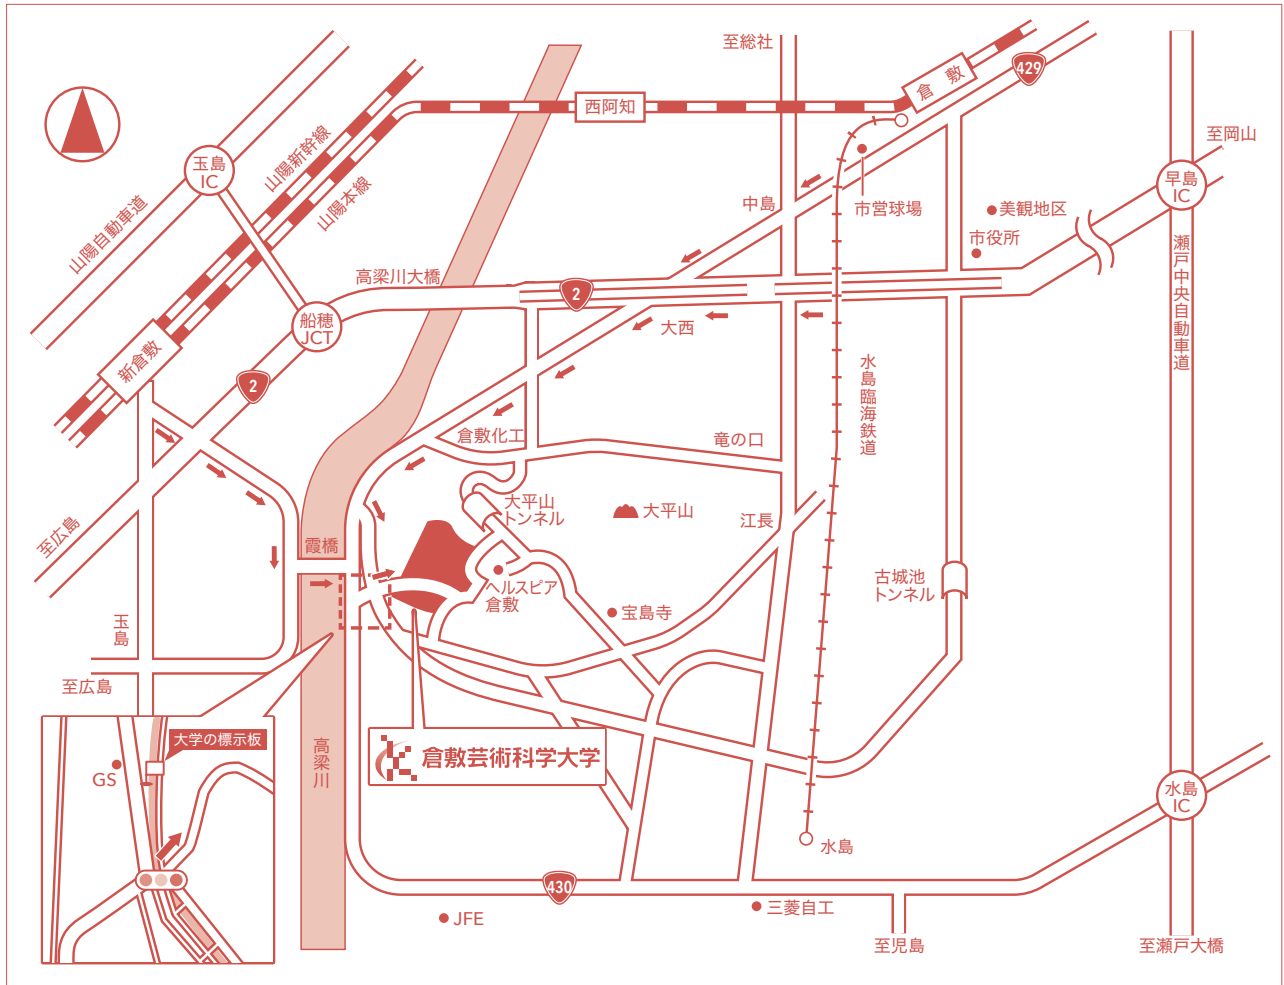 至総社
倉敷
429
西阿知
至岡山
玉島
IC
山陽新幹線
山陽本線
早島
IC
中島
市営球場
美観地区
市役所
山陽自動車道
高梁川大橋
2
瀬戸中央自動車道
船穂
JCT
大西
新倉敷
2
水島臨海鉄道
倉敷化工
竜の口
大平山
トンネル
大平山
江長
至広島
霞橋
古城池
トンネル
ヘルスピア
倉敷
宝島寺
玉島
至広島
大学の標示板
高梁川
GS
倉敷芸術科学大学
水島
IC
水島
430
JFE
三菱自工
至児島
至瀬戸大橋